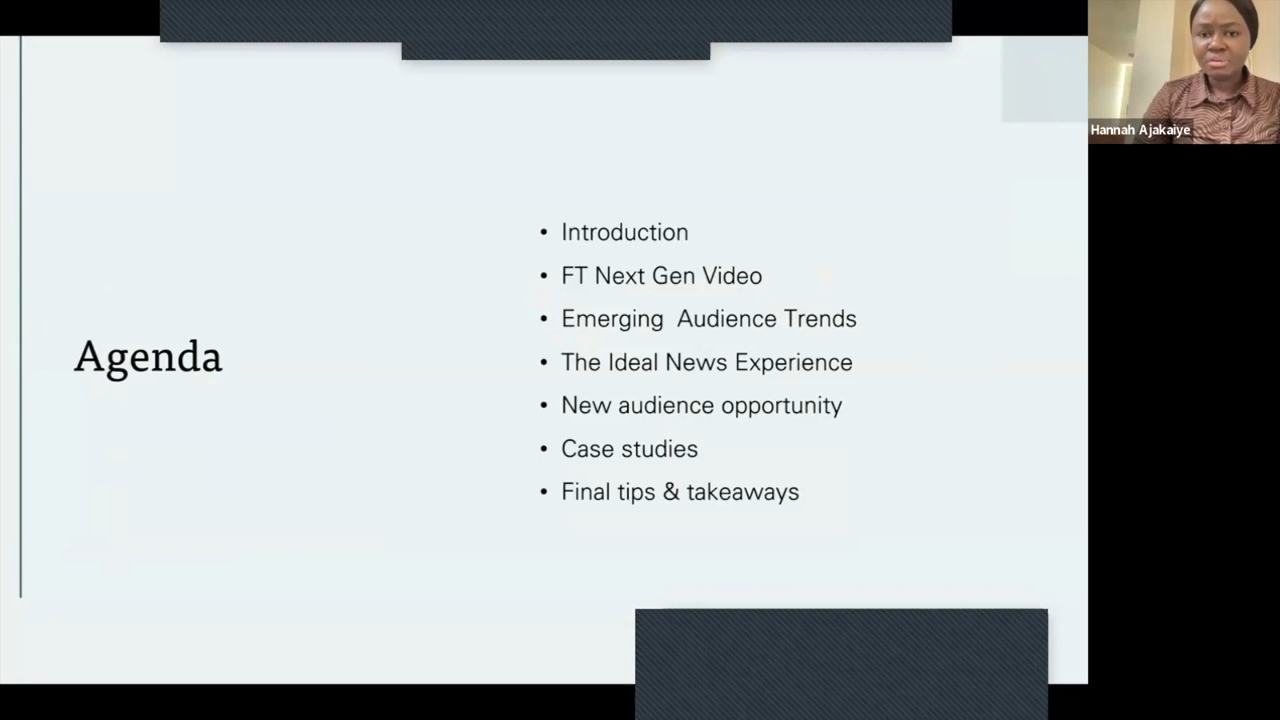 Agenda
• Introduction
• FT Next Gen Video
• Emerging  Audience Trends
• The Ideal News Experience
• New audience opportunity
• Case studies
• Final tips & takeaways
Hannah Ajakaiye